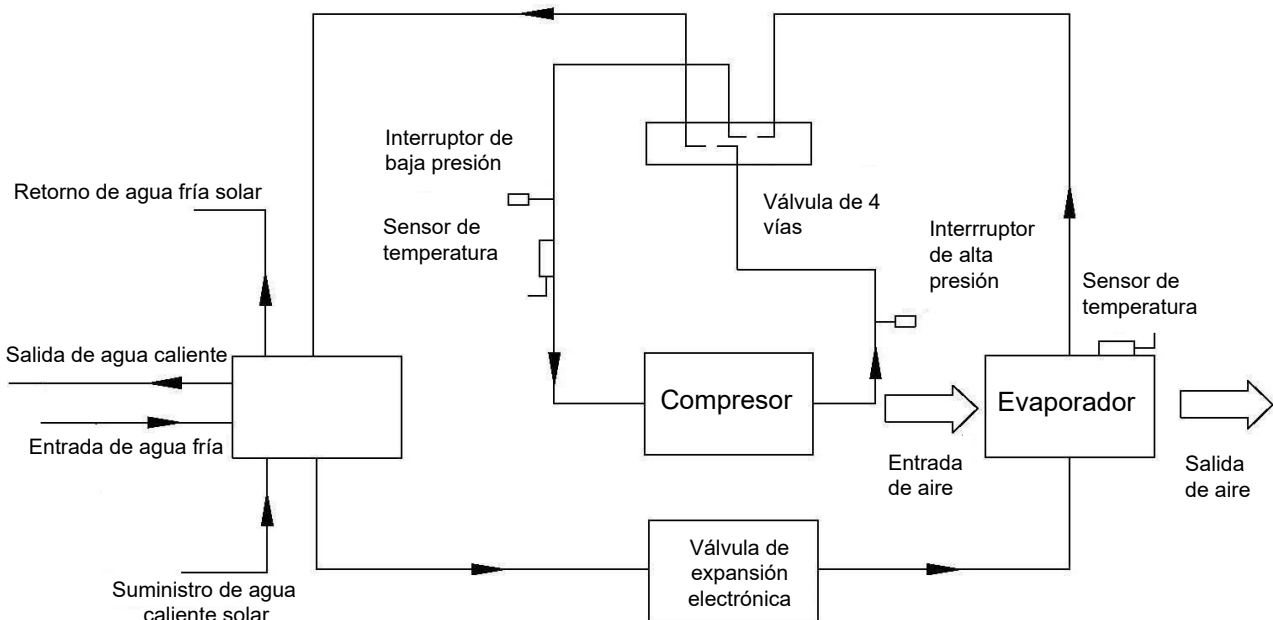 Interruptor de
baja presión
Retorno de agua fría solar
Sensor de
temperatura
Válvula de 4
vías
Interrruptor
de alta
presión
Sensor de
temperatura
Salida de agua caliente
Entrada de agua fría
Compresor
Evaporador
Entrada
de aire
Salida
de aire
Válvula de
expansión
electrónica
Suministro de agua
caliente solar